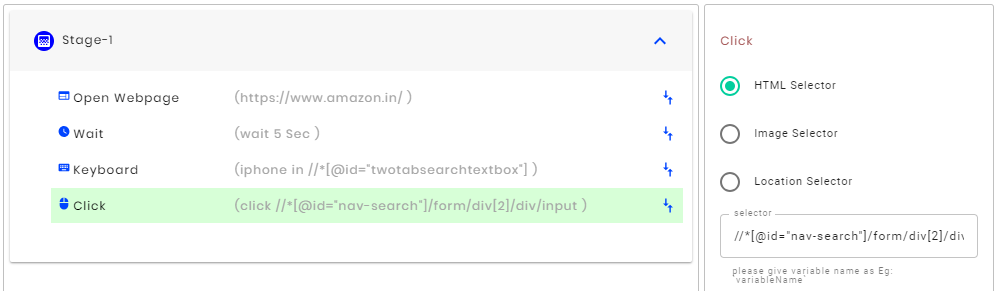 Stage-1
Open Webpage (https://www.amazon.in/ )
Wait (wait 5 Sec )
Keyboard (iphone in //*[@id="twotabsearchtextbox"] )
Click (click //*[@id="nav-search"]/form/div[2]/div/input )
Click
HTML Selector
Image Selector
Location Selector
selector
//*[@id="nav-search"]/form/div[2]/div
please give variable name as Eg:
`variableName`